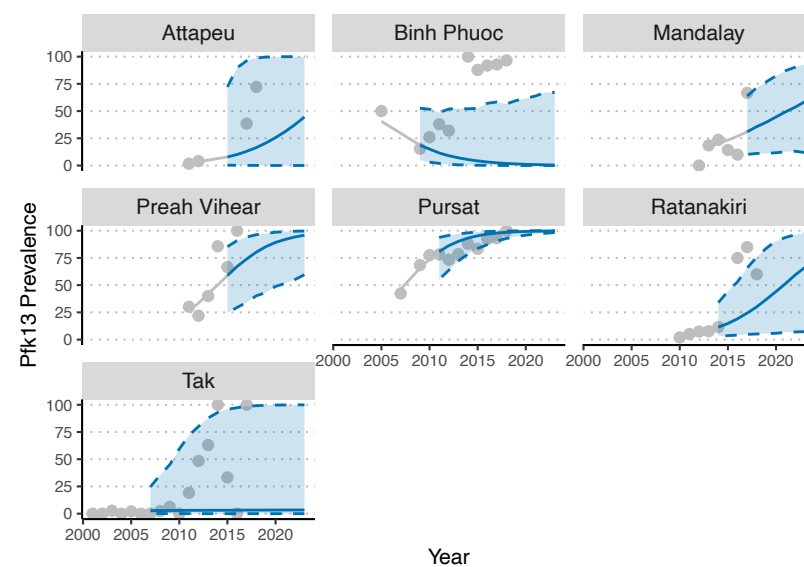 Attapeu Binh Phuoc Mandalay
100
75
50
25
0
Preah Vihear Pursat Ratanakiri
100
75
50
25
0
2000 2005 2010 2015 2020 2000 2005 2010 2015 2020
Tak
100
75
50
25
0
2000 2005 2010 2015 2020
Year
Pfk13 Prevalence